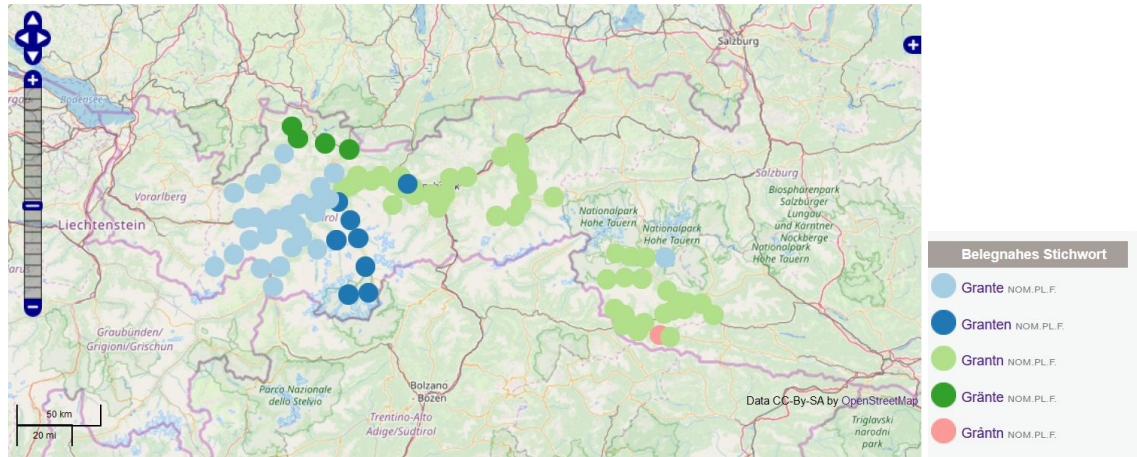 Salzburg
Bodensee
Vorarlberg
Salzburg
Biosphärenpark
Salzburger
Lungau
und Kärntner
Nockberge
Nationalpark
Hohe Tauern
Nationalpark
Hohe Tauern
Nationalpark
Hohe Tauern
Liechtenstein
Graubünden/
Grigioni/Grischun
Parco Nazionale
dello Stelvio
Bolzano
Bozen
Trentino-Alto
Adige/Südtirol
Data CC-By-SA by OpenStreetMap
Triglavski
narodni
park
50 km
20 mi
Belegnahes Stichwort
Grante NOM.PL.F.
Granten NOM.PL.F.
Grantn NOM.PL.F.
Gränte NOM.PL.F.
Gråntn NOM.PL.F.